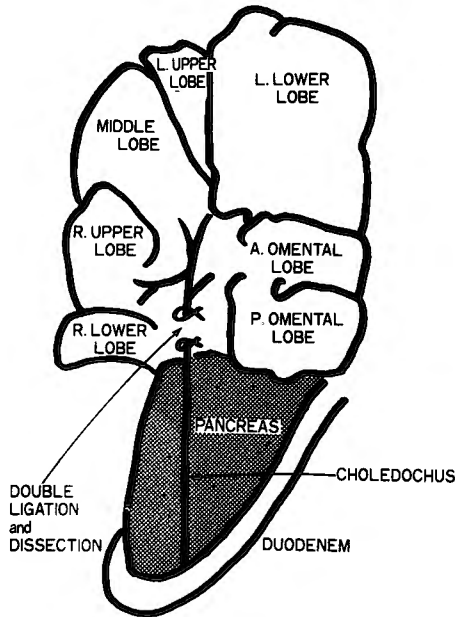 L. UPPER
LOBE
L. LOWER
LOBE
MIDDLE
LOBE
R. UPPER
LOBE
A. OMENTAL
LOBE
R. LOWER
LOBE
P. OMENTAL
LOBE
PANCREAS
CHOLEDOCHUS
DOUBLE
LIGATION
and
DISSECTION
DUODENEM